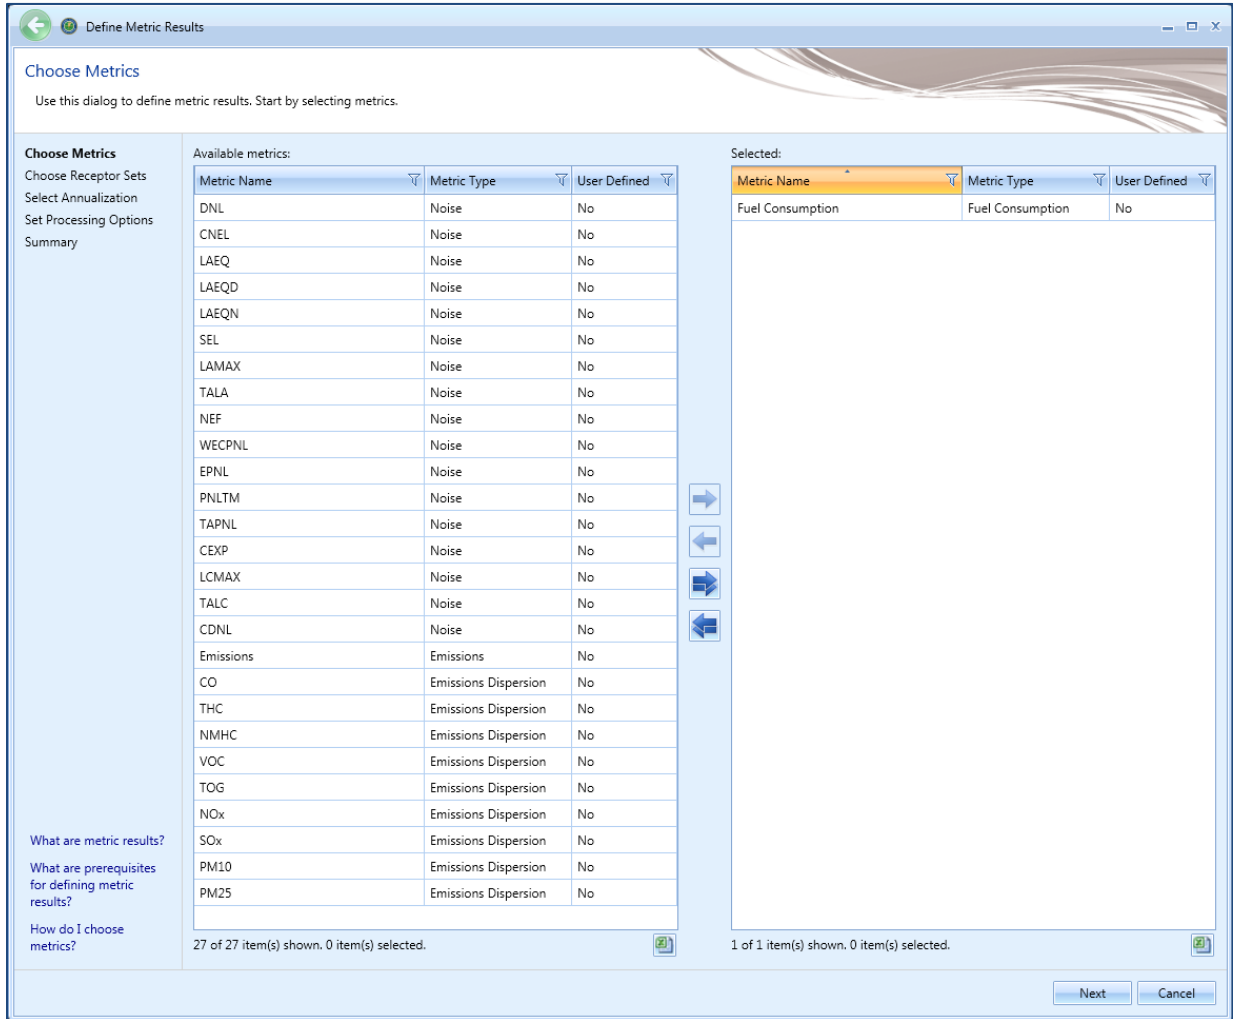 Define Metric Results
Choose Metrics
Use this dialog to define metric results. Start by selecting metrics.
Choose Metrics
Choose Receptor Sets
Select Annualization
Set Processing Options
Summary
What are metric results?
What are prerequisites
for defining metric
results?
How do I choose
metrics?
Available metrics:
Metric Name Metric Type User Defined
DNL Noise No
CNEL Noise No
LAEQ Noise No
LAEQD Noise No
LAEQN Noise No
SEL Noise No
LAMAX Noise No
TALA Noise No
NEF Noise No
WECPNL Noise No
EPNL Noise No
PNLTM Noise No
TAPNL Noise No
CEXP Noise No
LCMAX Noise No
TALC Noise No
CDNL Noise No
Emissions Emissions No
CO Emissions Dispersion No
THC Emissions Dispersion No
NMHC Emissions Dispersion No
VOC Emissions Dispersion No
TOG Emissions Dispersion No
NOx Emissions Dispersion No
SOx Emissions Dispersion No
PM10 Emissions Dispersion No
PM25 Emissions Dispersion No
27 of 27 item(s) shown. 0 item(s) selected.
Selected:
Metric Name Metric Type User Defined
Fuel Consumption Fuel Consumption No
1 of 1 item(s) shown. 0 item(s) selected.
Next Cancel